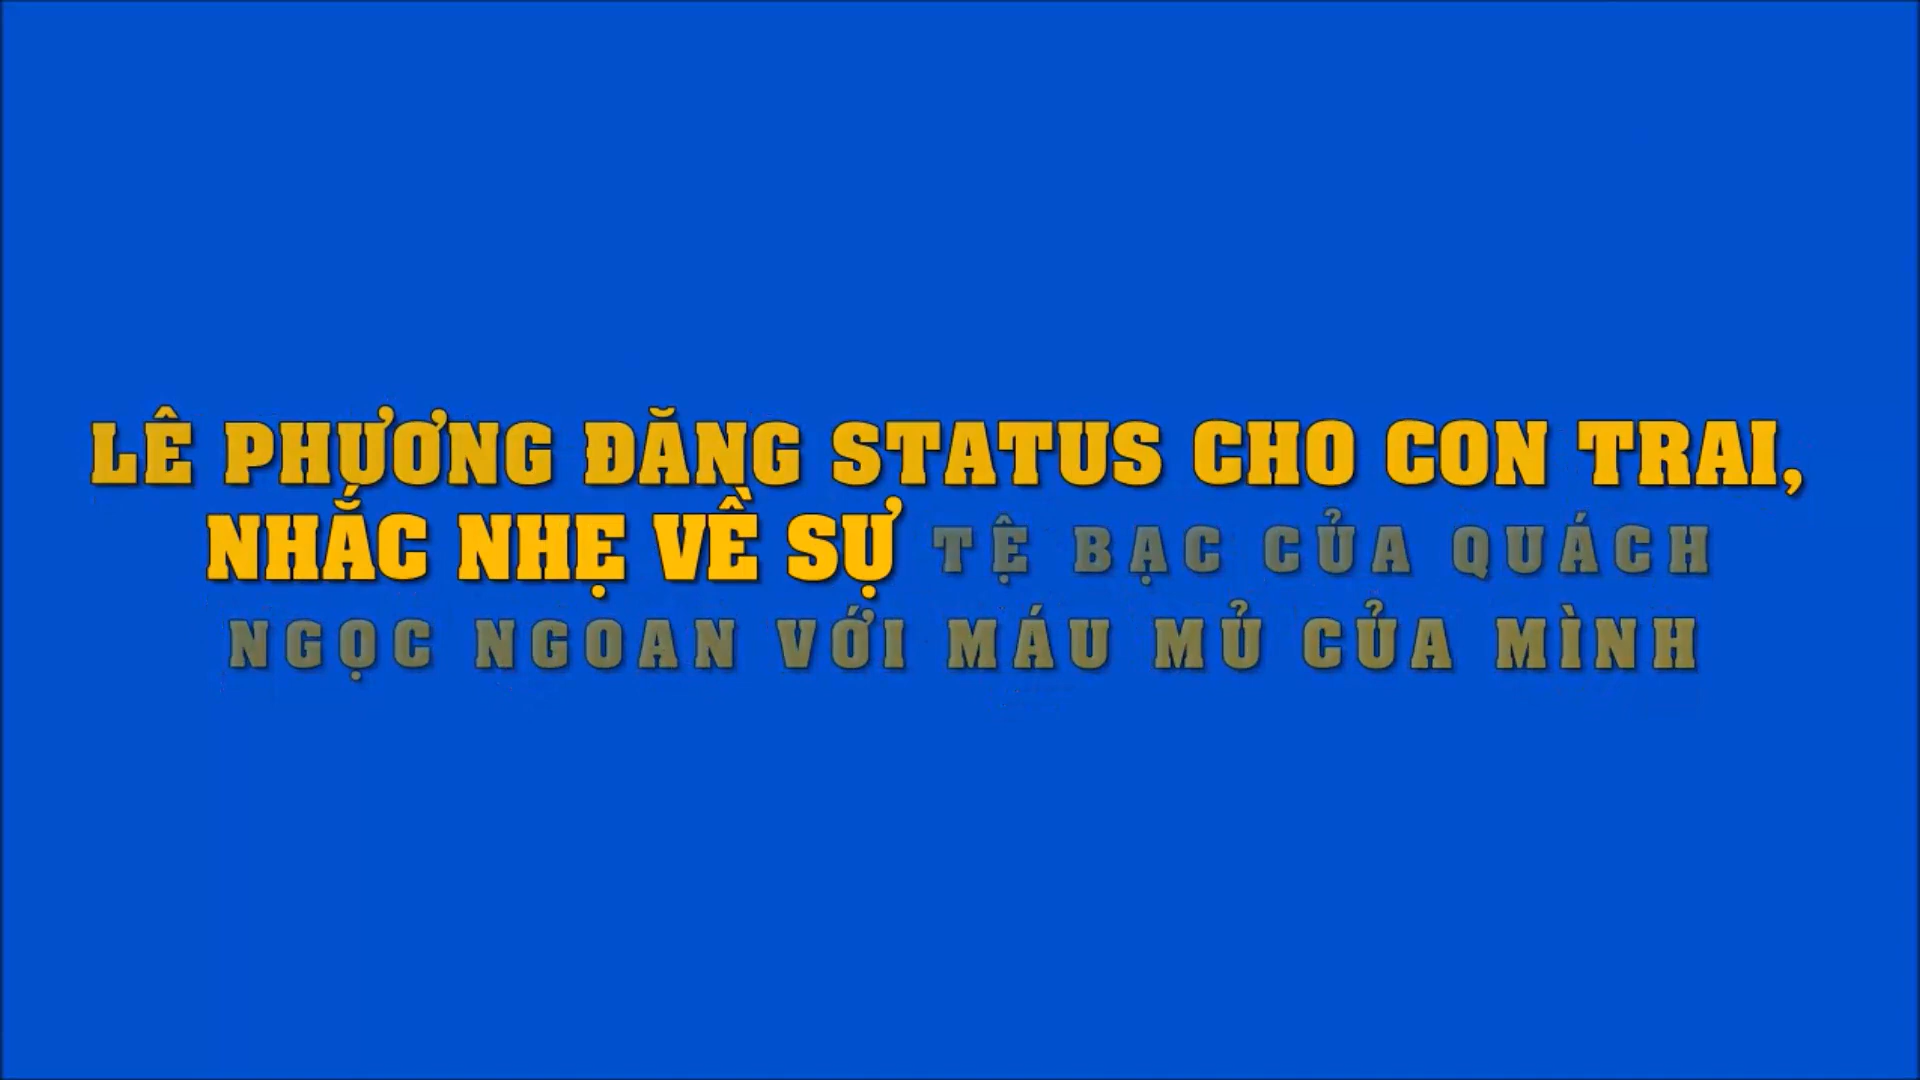 LÊ PHƯƠNG ĐĂNG STATUS CHO CON TRAI,
NHẮC NHẸ VỀ SỰ TỆ BẠC CỦA QUÁCH
NGỌC NGOAN VỚI MÁU MỦ CỦA MÌNH